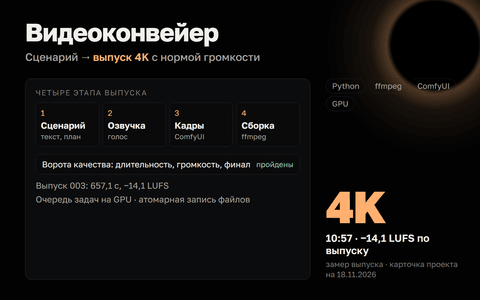 Видеоконвейер
Сценарий → выпуск 4K с нормой громкости
ЧЕТЫРЕ ЭТАПА ВЫПУСКА
1
Сценарий
текст, план
2
Озвучка
голос
3
Кадры
ComfyUI
4
Сборка
ffmpeg
Ворота качества: длительность, громкость, финал пройдены
Выпуск 003: 657,1 с, −14,1 LUFS
Очередь задач на GPU · атомарная запись файлов
Python ffmpeg ComfyUI
GPU
4K
10:57 · −14,1 LUFS по
выпуску
замер выпуска · карточка проекта
на 18.11.2026